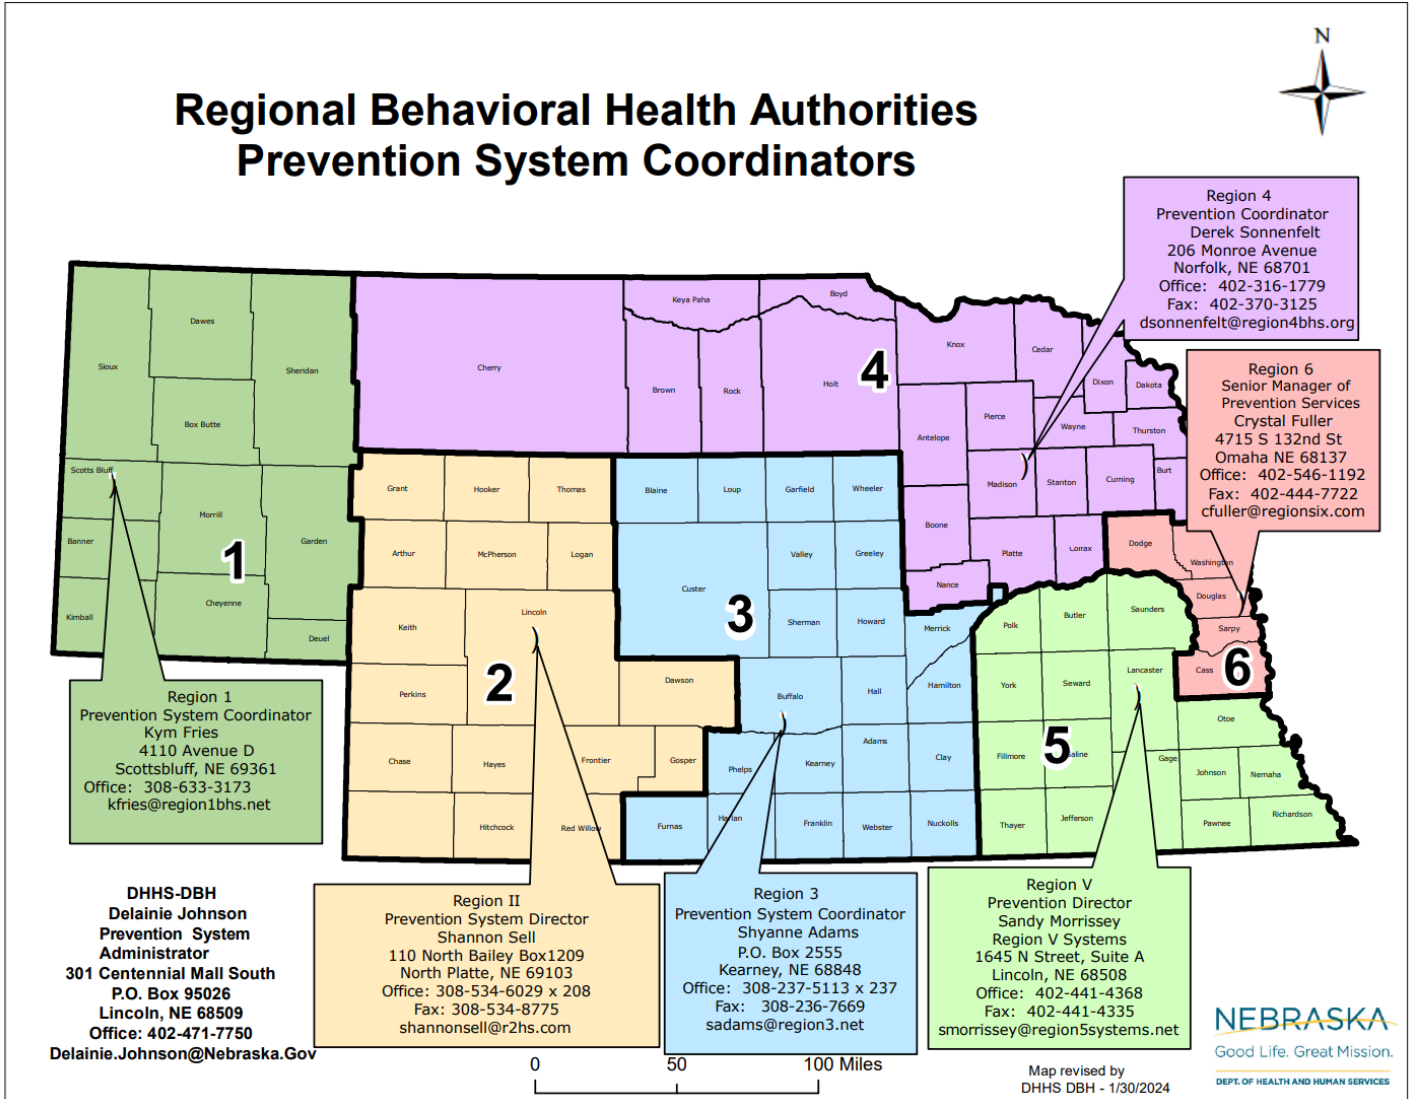 N
Regional Behavioral Health Authorities
Prevention System Coordinators
Region 4
Prevention Coordinator
Derek Sonnenfelt
206 Monroe Avenue
Norfolk, NE 68701
Office: 402-316-1779
Fax: 402-370-3125
dsonnenfelt@region4bhs.org
Region 6
Senior Manager of
Prevention Services
Crystal Fuller
4715 S 132nd St
Omaha NE 68137
Office: 402-546-1192
Fax: 402-444-7722
cfuller@regionsix.com
Sioux
Dawes
Sheridan
Box Butte
Scotts Bluff
Morrill
Garden
Banner
Kimball
Cheyenne
Deuel
1
Cherry
Keya Paha
Boyd
Brown
Rock
Holt
4
Knox
Cedar
Dixon
Dakota
Antelope
Pierce
Wayne
Thurston
Madison
Stanton
Cuming
Burt
Boone
Platte
Colfax
Nance
Grant
Hooker
Thomas
Arthur
McPherson
Logan
Keith
Lincoln
Perkins
2
Dawson
Chase
Hayes
Frontier
Gosper
Hitchcock
Red Willow
Blaine
Loup
Garfield
Wheeler
Custer
Valley
Greeley
3
Sherman
Howard
Merrick
Buffalo
Hall
Hamilton
Phelps
Kearney
Adams
Clay
Furnas
Harlan
Franklin
Webster
Nuckolls
Polk
Butler
Saunders
York
Seward
Lancaster
Fillmore
5
Saline
Gage
Otoe
Johnson
Nemaha
Thayer
Jefferson
Pawnee
Richardson
Dodge
Washington
Douglas
Sarpy
Cass
6
Region 1
Prevention System Coordinator
Kym Fries
4110 Avenue D
Scottsbluff, NE 69361
Office: 308-633-3173
kfries@region1bhs.net
DHHS-DBH
Delainie Johnson
Prevention System
Administrator
301 Centennial Mall South
P.O. Box 95026
Lincoln, NE 68509
Office: 402-471-7750
Delainie.Johnson@Nebraska.Gov
Region II
Prevention System Director
Shannon Sell
110 North Bailey Box1209
North Platte, NE 69103
Office: 308-534-6029 x 208
Fax: 308-534-8775
shannonsell@r2hs.com
Region 3
Prevention System Coordinator
Shyanne Adams
P.O. Box 2555
Kearney, NE 68848
Office: 308-237-5113 x 237
Fax: 308-236-7669
sadams@region3.net
Region V
Prevention Director
Sandy Morrissey
Region V Systems
1645 N Street, Suite A
Lincoln, NE 68508
Office: 402-441-4368
Fax: 402-441-4335
smorrissey@region5systems.net
0 50 100 Miles
Map revised by
DHHS DBH - 1/30/2024
NEBRASKA
Good Life. Great Mission.
DEPT. OF HEALTH AND HUMAN SERVICES